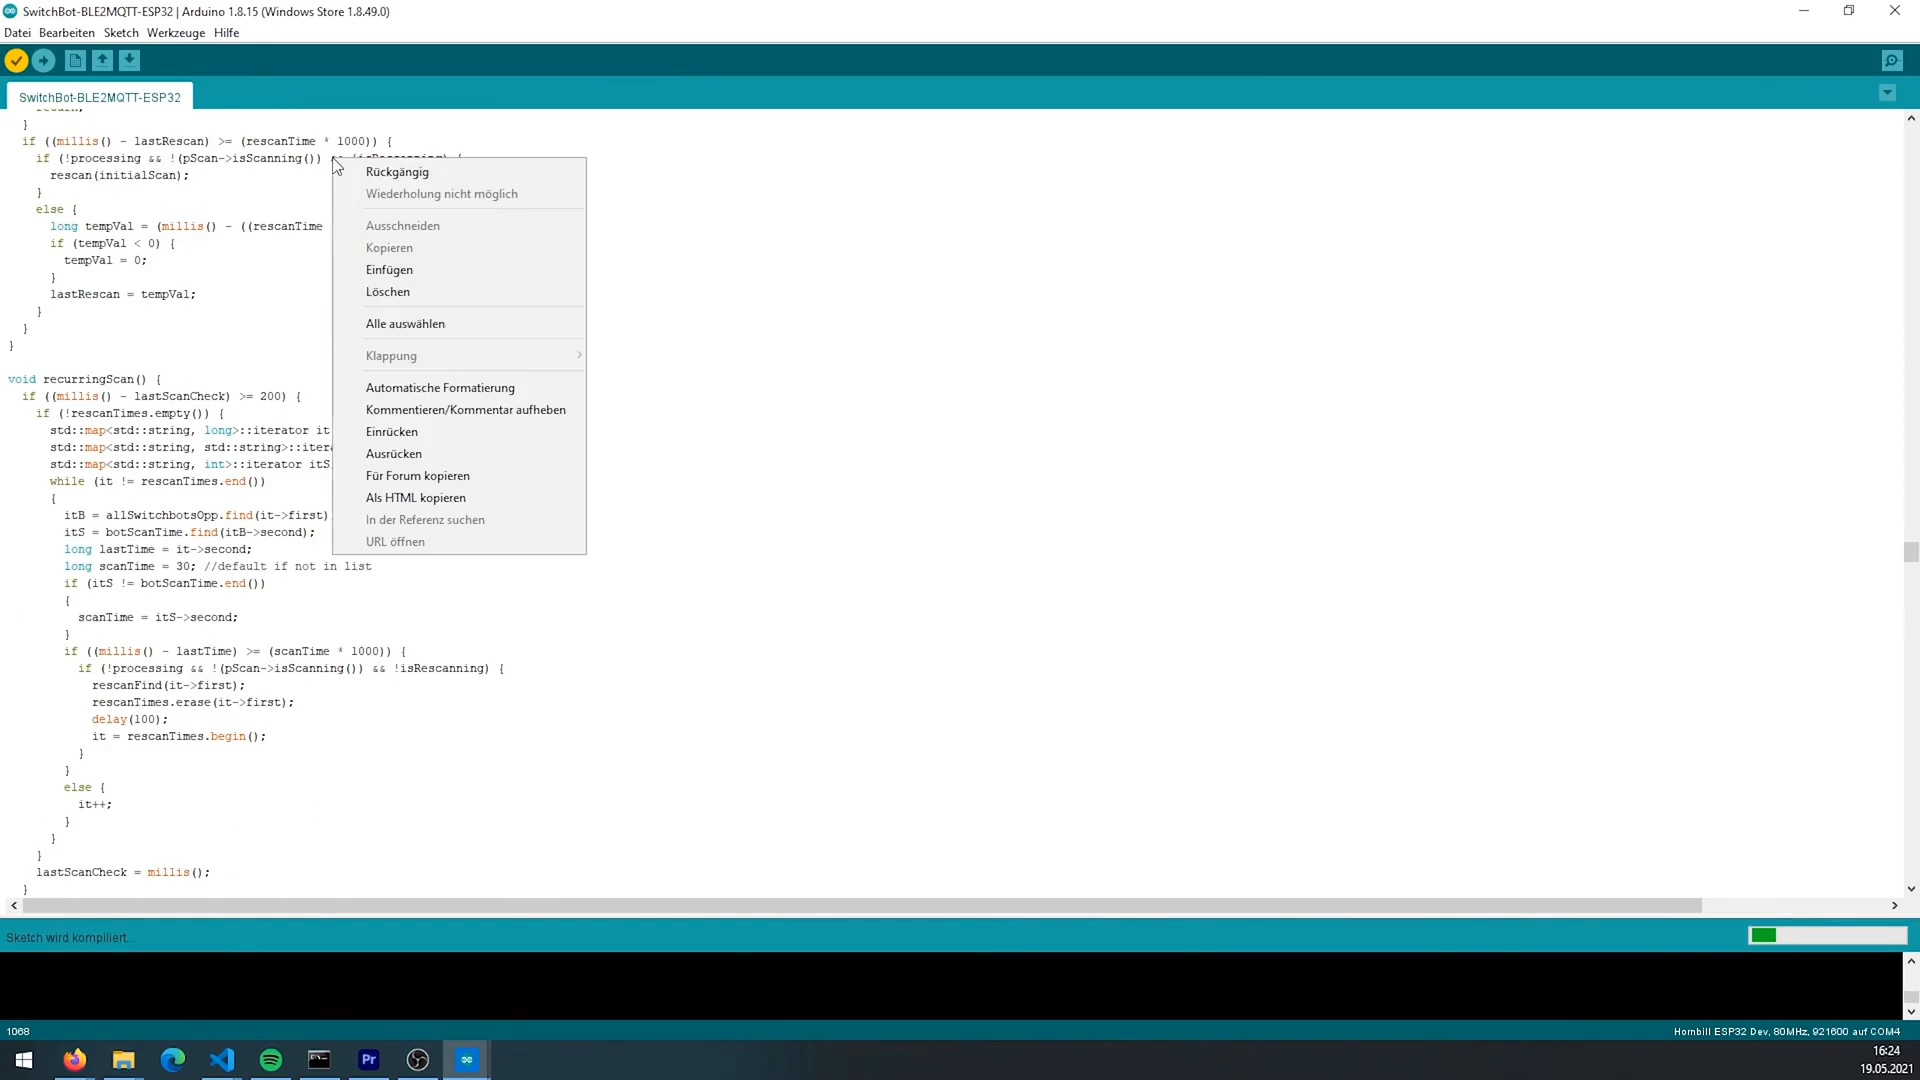 SwitchBot-BLE2MQTT-ESP32 | Arduino 1.8.15 (Windows Store 1.8.49.0)
Datei Bearbeiten Sketch Werkzeuge Hilfe
SwitchBot-BLE2MQTT-ESP32
}
if ((millis() - lastRescan) >= (rescanTime * 1000)) {
if (!processing && !(pScan->isScanning())
rescan(initialScan);
}
else {
long tempVal = (millis() - ((rescanTime
if (tempVal < 0) {
tempVal = 0;
}
lastRescan = tempVal;
}
}
}
Rückgängig
Wiederholung nicht möglich
Ausschneiden
Kopieren
Einfügen
Löschen
Alle auswählen
Klappung
Automatische Formatierung
Kommentieren/Kommentar aufheben
Einrücken
Ausrücken
Für Forum kopieren
Als HTML kopieren
In der Referenz suchen
URL öffnen
void recurringScan() {
if ((millis() - lastScanCheck) >= 200) {
if (!rescanTimes.empty()) {
std::map<std::string, long>::iterator it
std::map<std::string, std::string>::iter
std::map<std::string, int>::iterator itS
while (it != rescanTimes.end())
{
itB = allSwitchbotsOpp.find(it->first)
itS = botScanTime.find(itB->second);
long lastTime = it->second;
long scanTime = 30; //default if not in list
if (itS != botScanTime.end())
{
scanTime = itS->second;
}
if ((millis() - lastTime) >= (scanTime * 1000)) {
if (!processing && !(pScan->isScanning()) && !isRescanning) {
rescanFind(it->first);
rescanTimes.erase(it->first);
delay(100);
it = rescanTimes.begin();
}
}
else {
it++;
}
}
}
lastScanCheck = millis();
}
Sketch wird kompiliert...
1068
Hornbill ESP32 Dev, 80MHz, 921600 auf COM4
Pr
16:24
19.05.2021